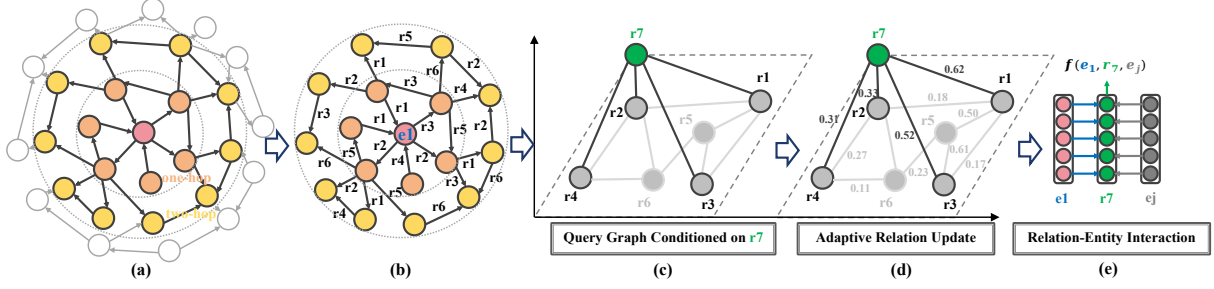 one-hop
two-hop
(a)
r5
r1
r2
r6
r2
r3
r4
r1
r3
r1
r5
r2
e1
r3
r2
r5
r4
r2
r1
r6
r2
r5
r3
r6
r1
r4
r6
(b)
r7
r1
r2
r5
r4
r6
r3
Query Graph Conditioned on r7
(c)
r7
0.62
r1
0.33
r2
0.18
0.50
0.31
r5
0.52
0.61
0.27
0.17
0.23
0.11
r4
r6
r3
Adaptive Relation Update
(d)
f (e1, r7, ej)
e1
r7
ej
Relation-Entity Interaction
(e)